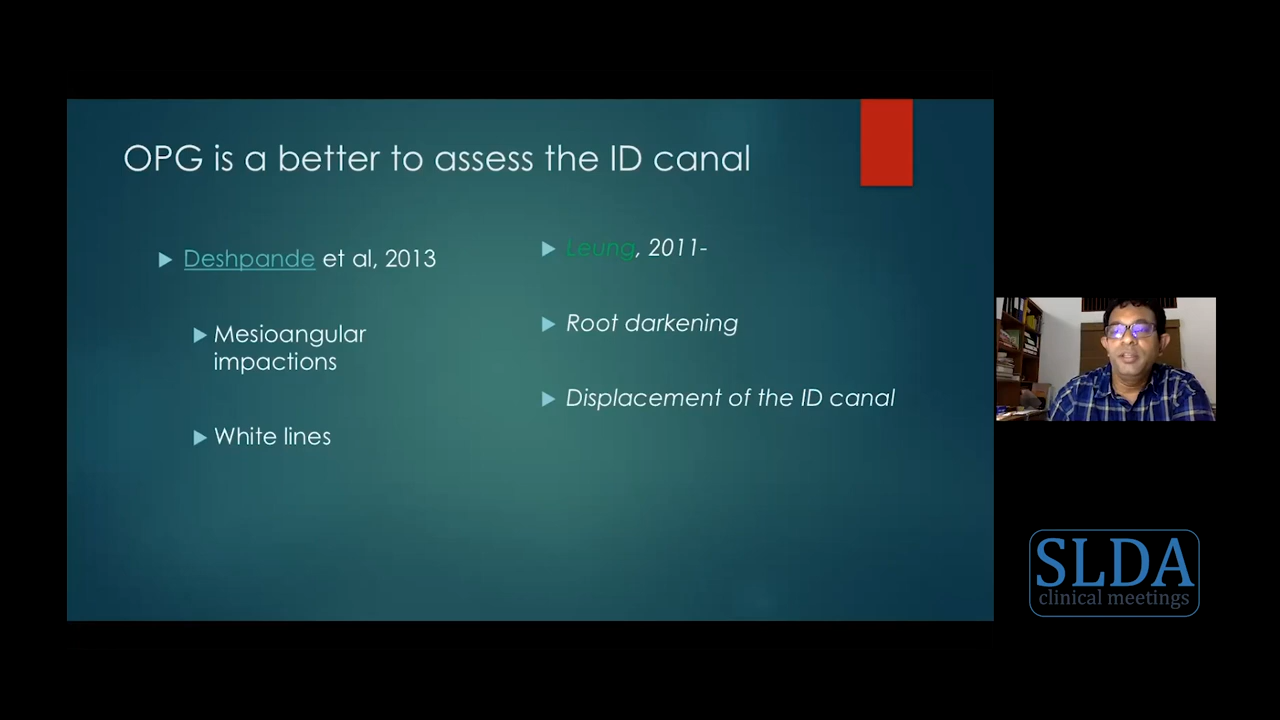 OPG is a better to assess the ID canal
Deshpande et al, 2013
Mesioangular
impactions
White lines
Leung, 2011-
Root darkening
Displacement of the ID canal
SLDA
clinical meetings